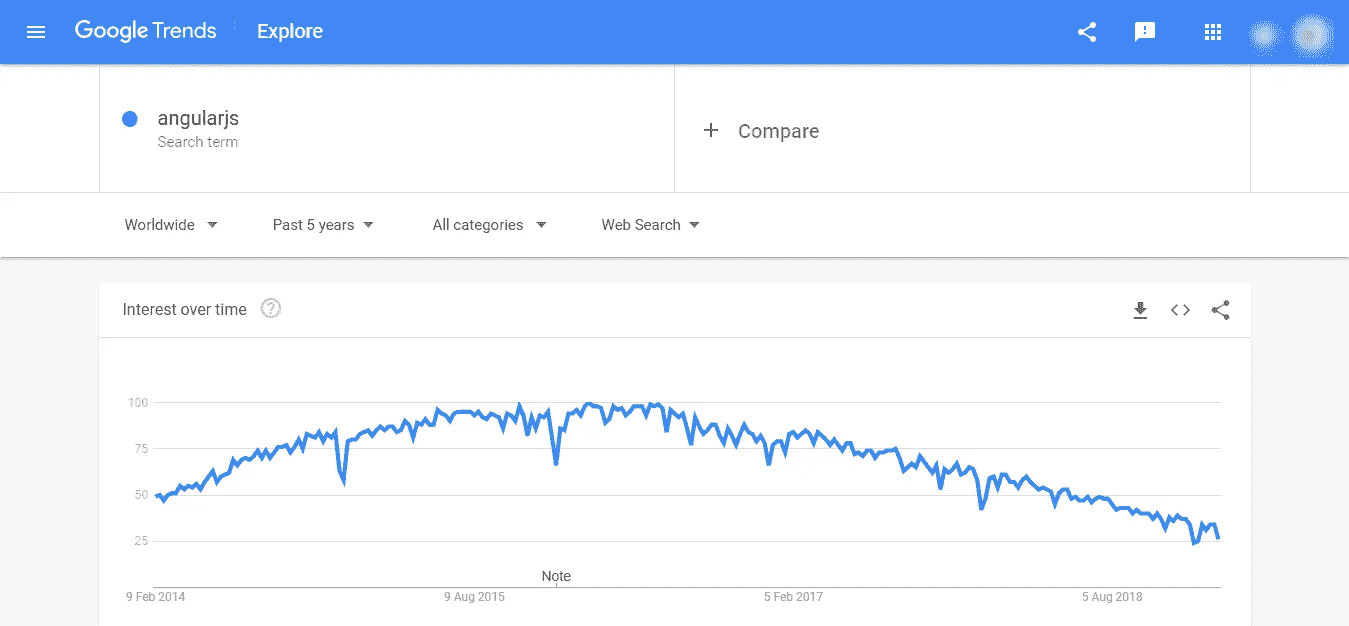 Google Trends Explore
angularjs
Search term
Compare
Worldwide Past 5 years All categories Web Search
Interest over time ?
100
75
50
25
Note
9 Feb 2014 9 Aug 2015 5 Feb 2017 5 Aug 2018